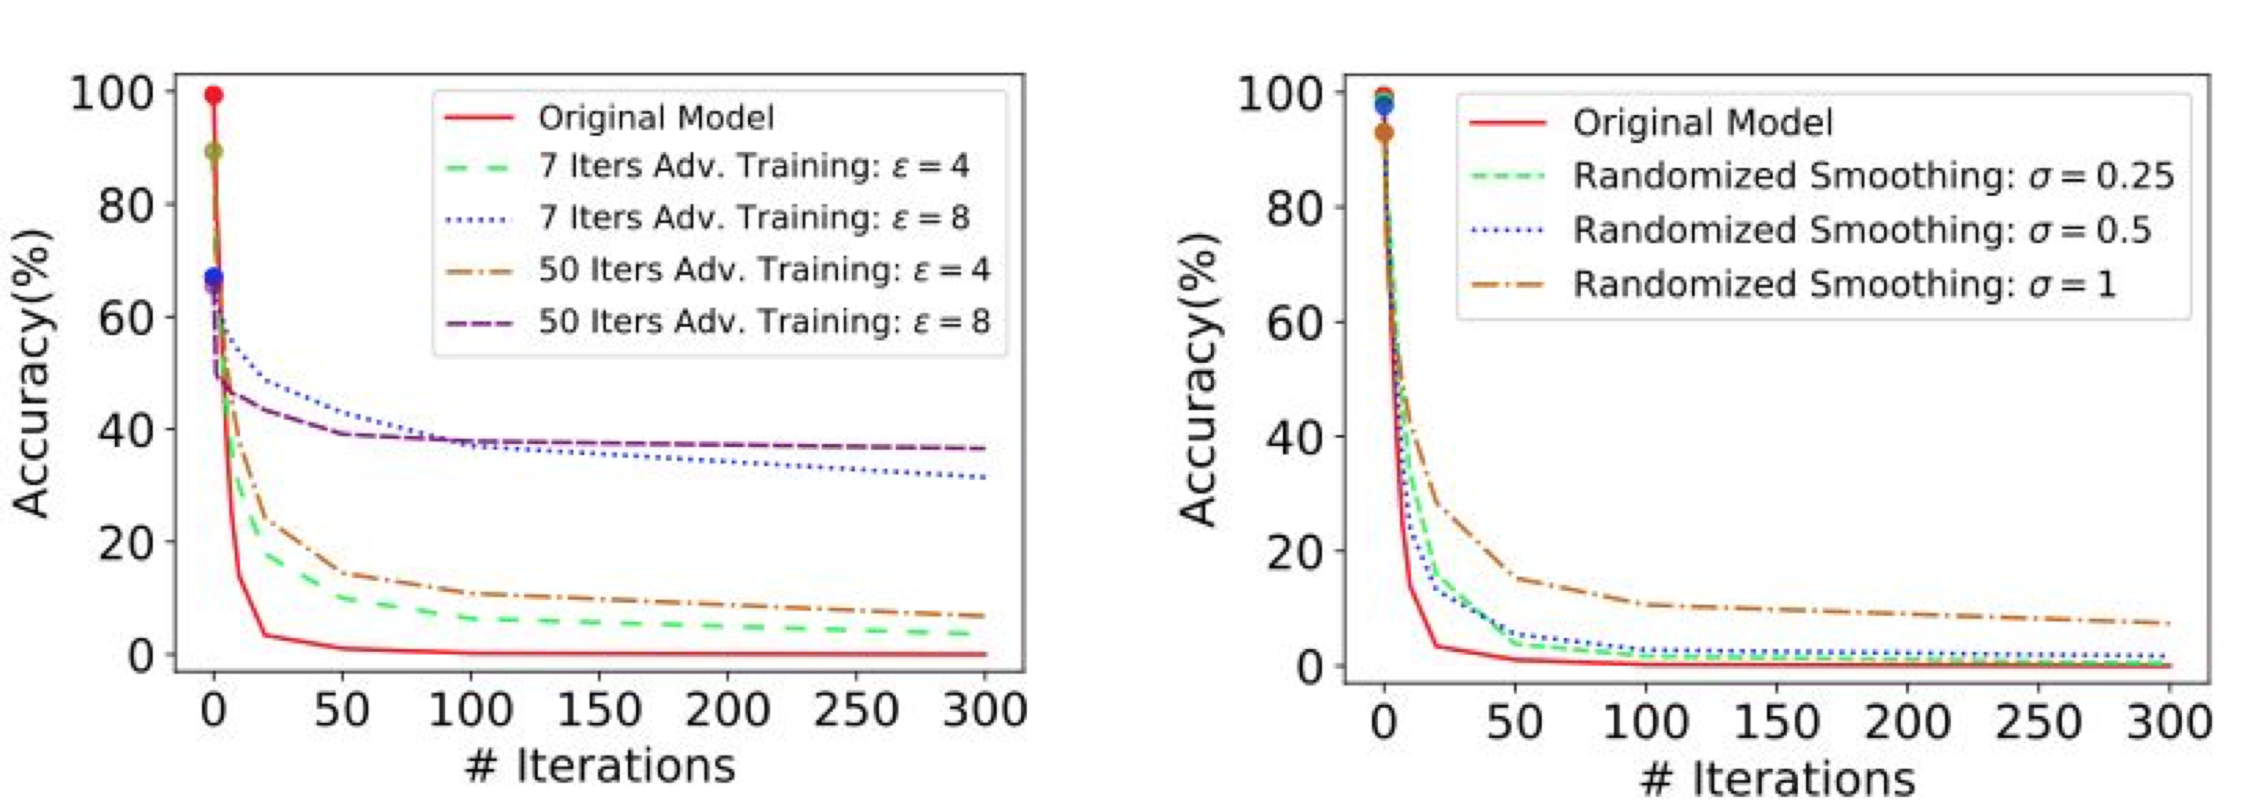 Accuracy(%)
100
80
60
40
20
0
Original Model
7 Iters Adv. Training: ε = 4
7 Iters Adv. Training: ε = 8
50 Iters Adv. Training: ε = 4
50 Iters Adv. Training: ε = 8
0 50 100 150 200 250 300
# Iterations
Accuracy(%)
100
80
60
40
20
0
Original Model
Randomized Smoothing: σ = 0.25
Randomized Smoothing: σ = 0.5
Randomized Smoothing: σ = 1
0 50 100 150 200 250 300
# Iterations